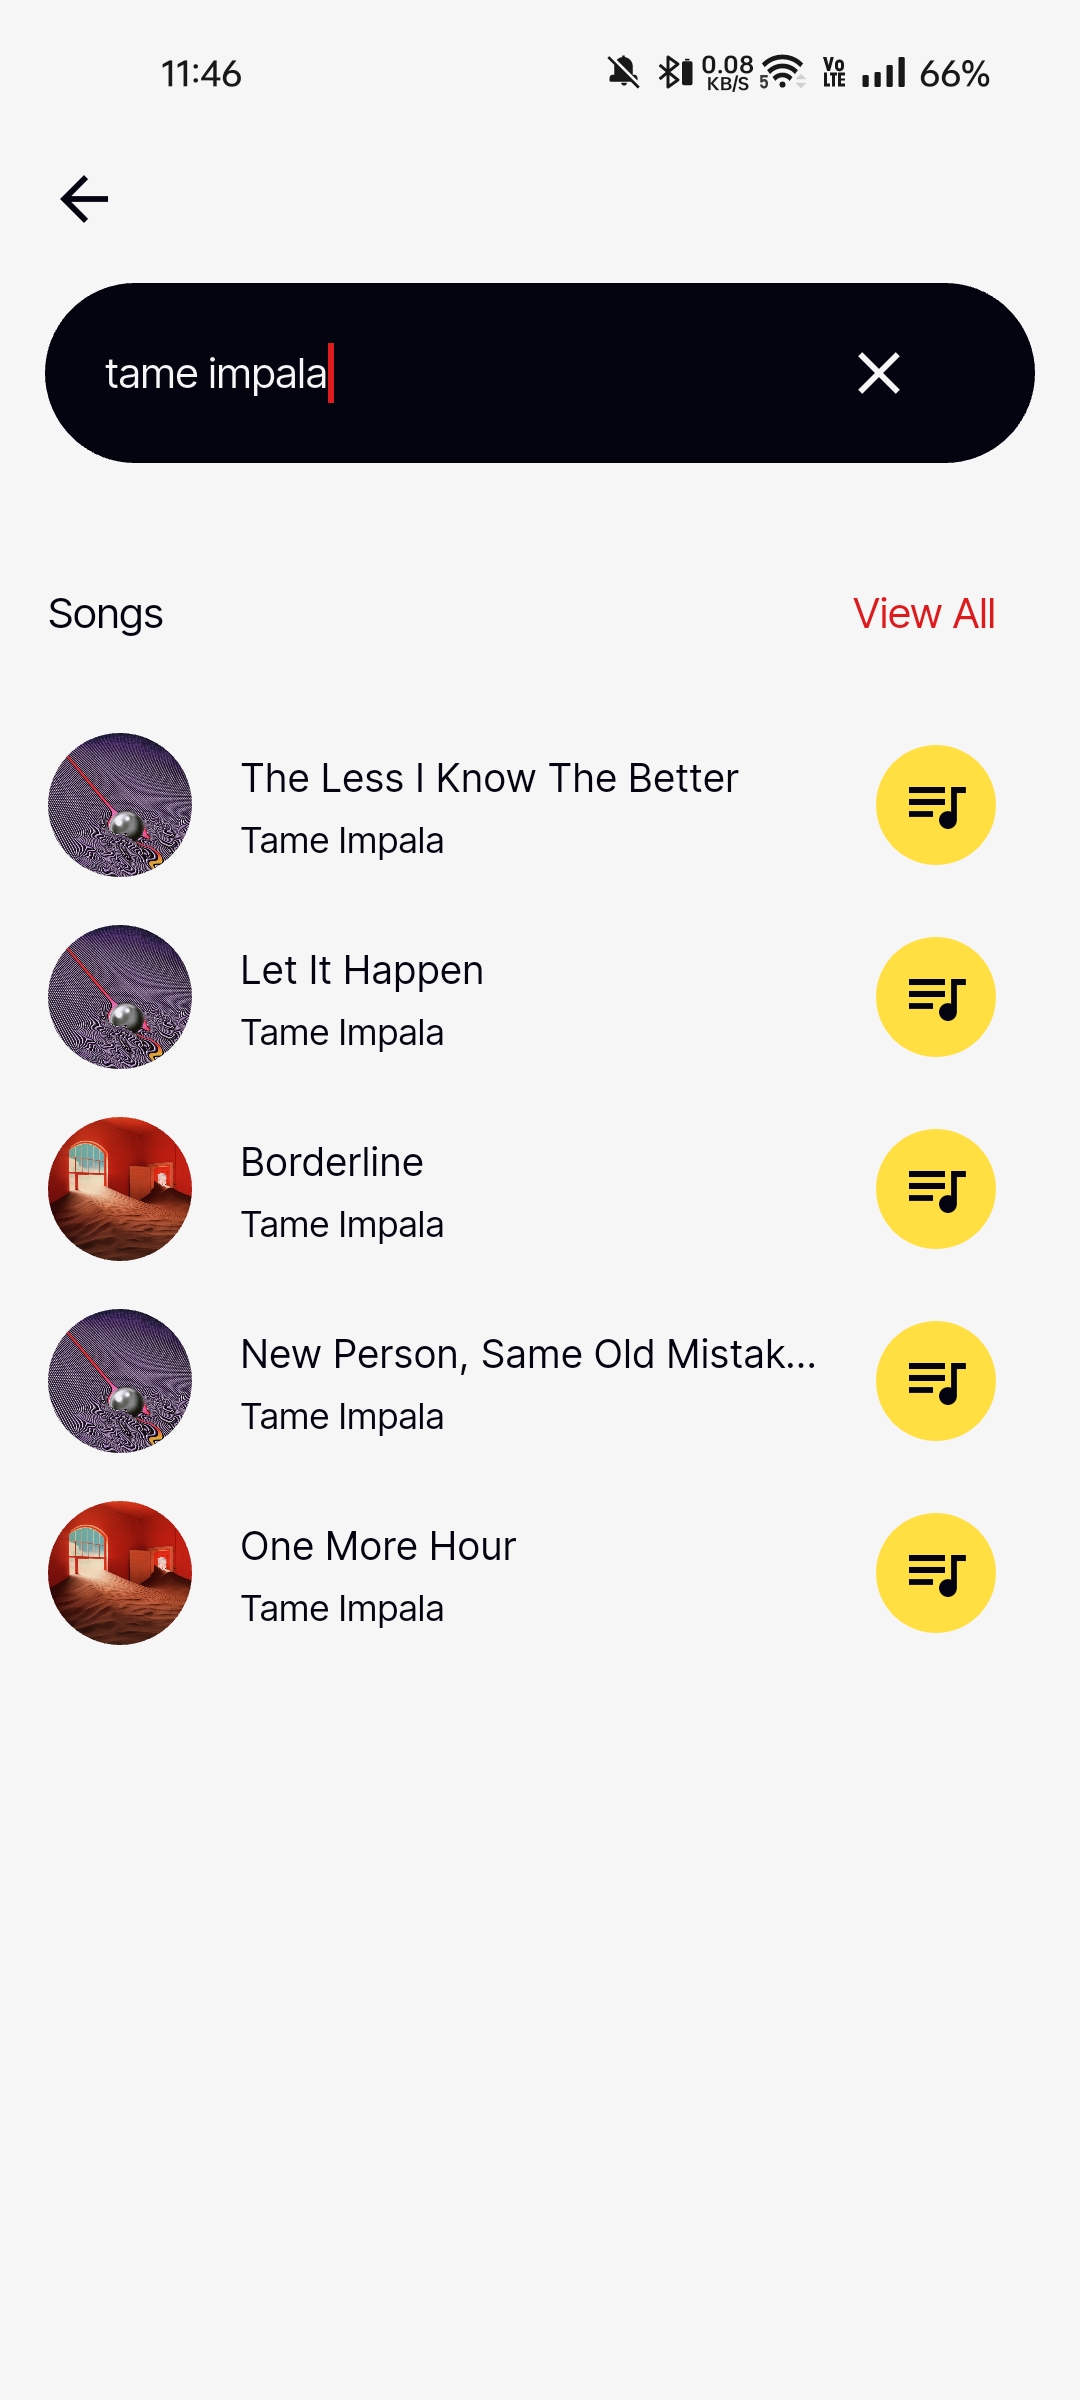 11:46
0.08
KB/S
5
Vo
LTE
66%
tame impala
Songs
View All
The Less I Know The Better
Tame Impala
Let It Happen
Tame Impala
Borderline
Tame Impala
New Person, Same Old Mistak...
Tame Impala
One More Hour
Tame Impala